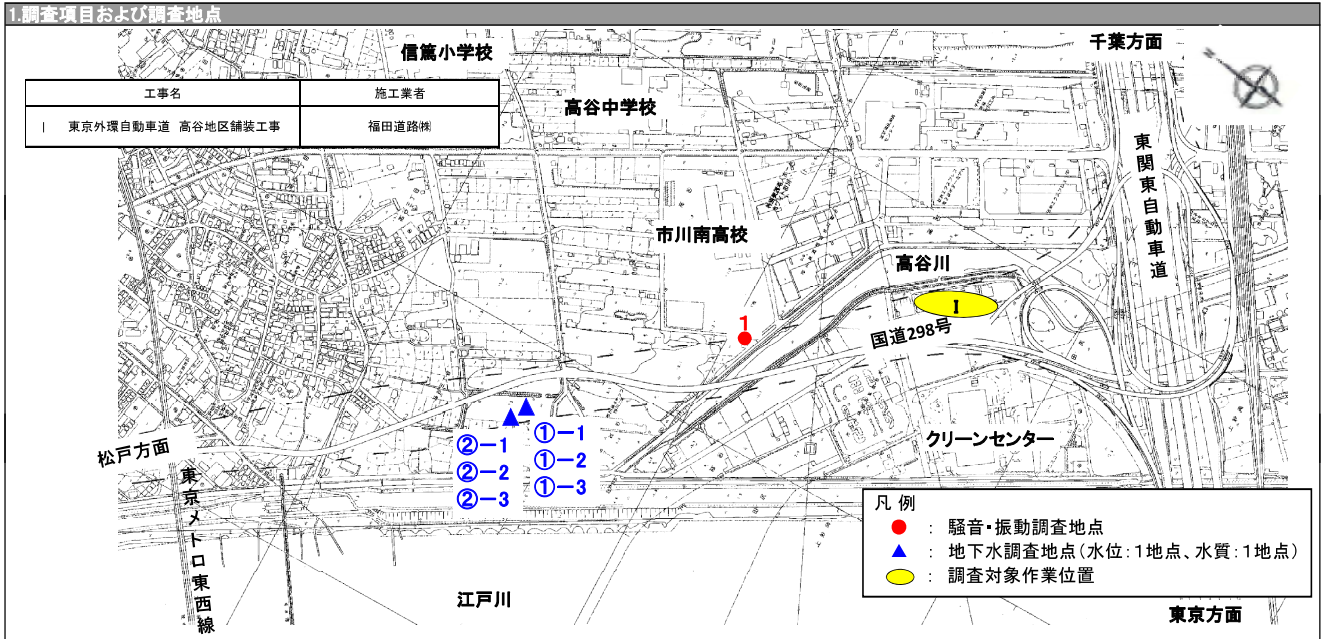 1.調査項目および調査地点
信篤小学校
千葉方面
工事名
施工業者
Ⅰ 東京外環自動車道 高谷地区舗装工事
福田道路㈱
高谷中学校
東関東自動車道
市川南高校
高谷川
1
Ⅰ
国道298号
松戸方面
②-1
②-2
②-3
①-1
①-2
①-3
クリーンセンター
東京メトロ東西線
江戸川
凡 例
: 騒音・振動調査地点
: 地下水調査地点(水位:1地点、水質:1地点)
: 調査対象作業位置
東京方面